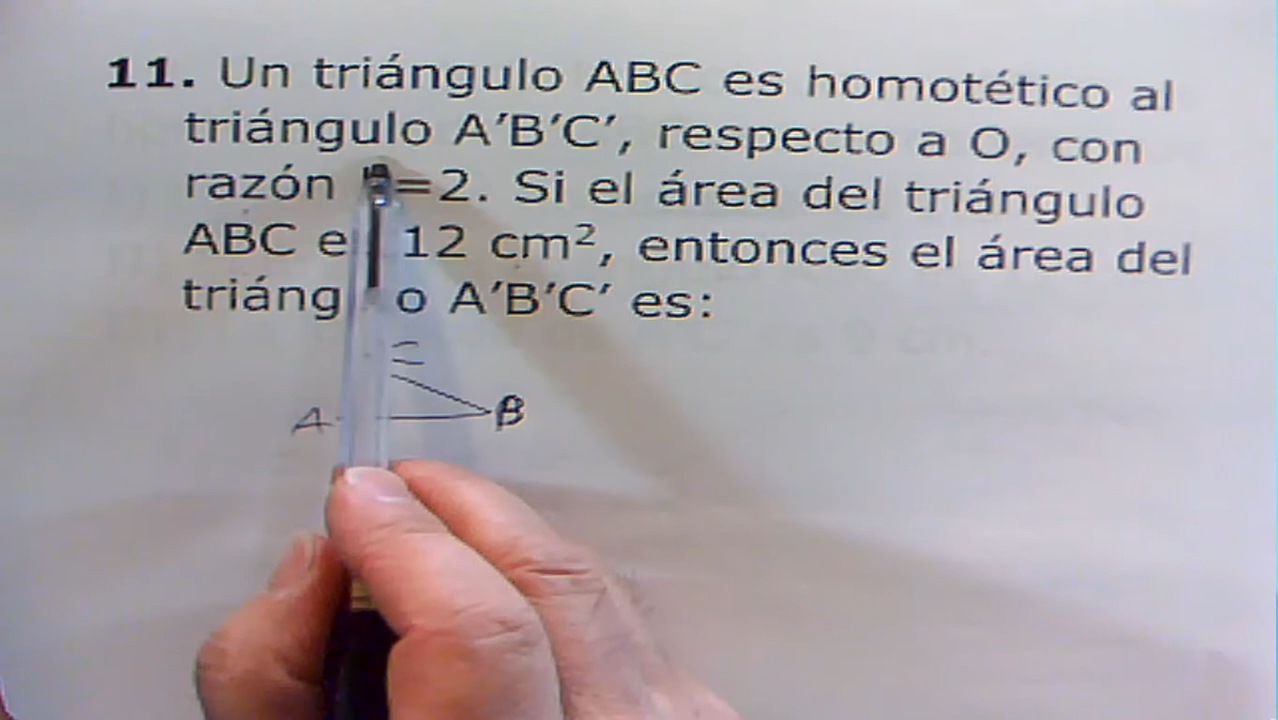 11. Un triángulo ABC es homotético al
triángulo A′B′C′, respecto a O, con
razón =2. Si el área del triángulo
ABC e 12 cm², entonces el área del
triáng o A′B′C′ es:
C
A B